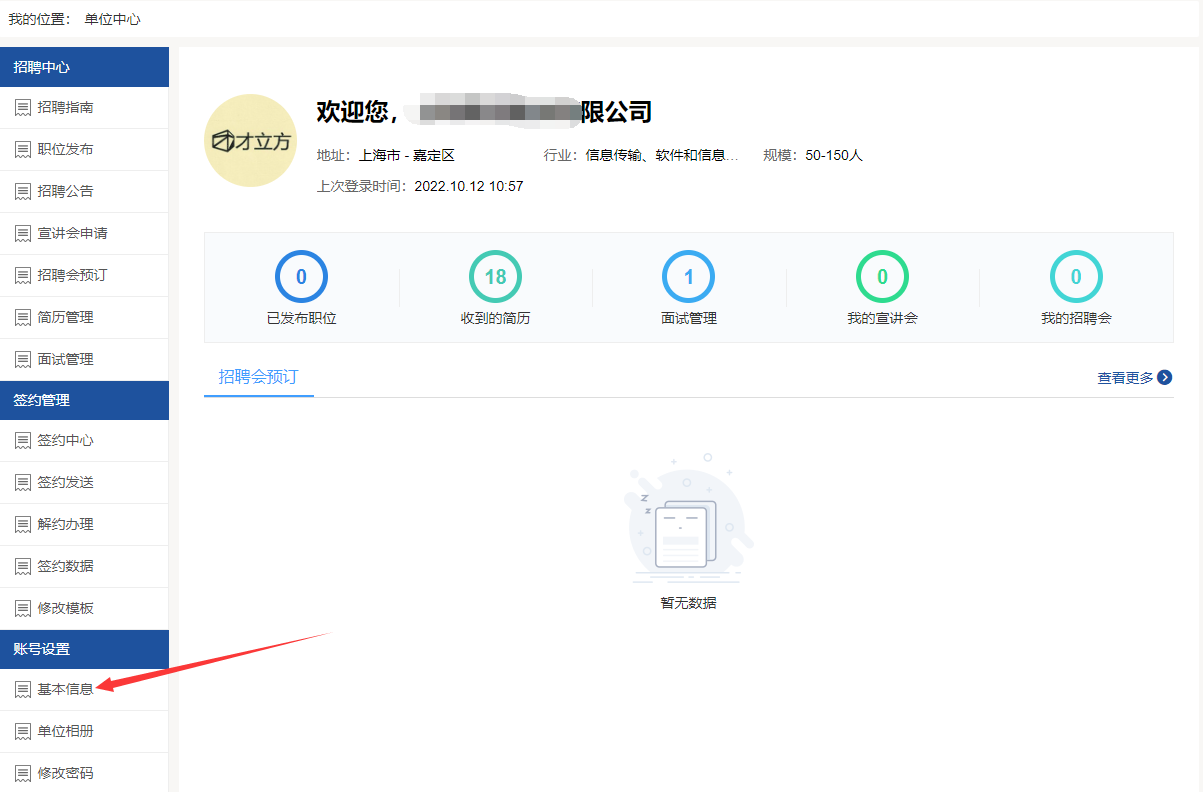 我的位置： 单位中心
招聘中心
招聘指南
职位发布
招聘公告
宣讲会申请
招聘会预订
简历管理
面试管理
签约管理
签约中心
签约发送
解约办理
签约数据
修改模板
账号设置
基本信息
单位相册
修改密码
才立方
欢迎您，
限公司
地址： 上海市 - 嘉定区 行业： 信息传输、软件和信息... 规模： 50-150人
上次登录时间： 2022.10.12 10:57
0 18 1 0 0
已发布职位 收到的简历 面试管理 我的宣讲会 我的招聘会
招聘会预订 查看更多
z
z
暂无数据